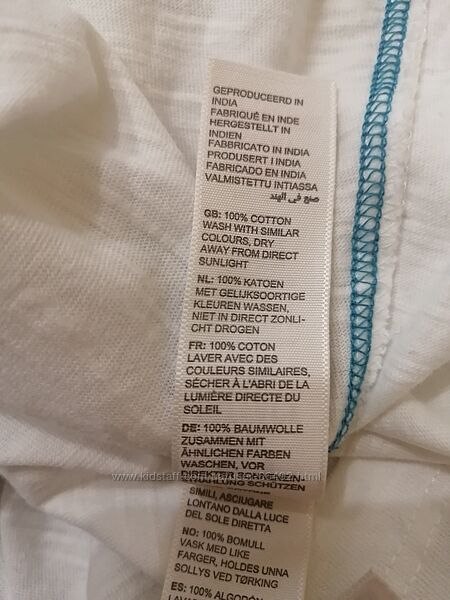 GEPRODUCEERD IN
INDIA
FABRIQUÉ EN INDE
HERGESTELLT IN
INDIEN
FABBRICATO IN INDIA
PRODUSERT I INDIA
FABRICADO EN INDIA
VALMISTETTU INTIASSA
صنع في الهند
GB: 100% COTTON
WASH WITH SIMILAR
COLOURS, DRY
AWAY FROM DIRECT
SUNLIGHT
NL: 100% KATOEN
MET GELIJKSOORTIGE
KLEUREN WASSEN,
NIET IN DIRECT ZONLI-
CHT DROGEN
FR: 100% COTON
LAVER AVEC DES
COULEURS SIMILAIRES,
SÉCHER À L'ABRI DE LA
LUMIÈRE DIRECTE DU
SOLEIL
DE: 100% BAUMWOLLE
ZUSAMMEN MIT
ÄHNLICHEN FARBEN
WASCHEN, VOR
SCHÜTZEN
SIMILI, ASCIUGARE
LONTANO DALLA LUCE
DEL SOLE DIRETTA
NO: 100% BOMULL
VASK MED LIKE
FARGER, HOLDES UNNA
SOLLYS VED TØRKING
ES: 100% ALGODÓN